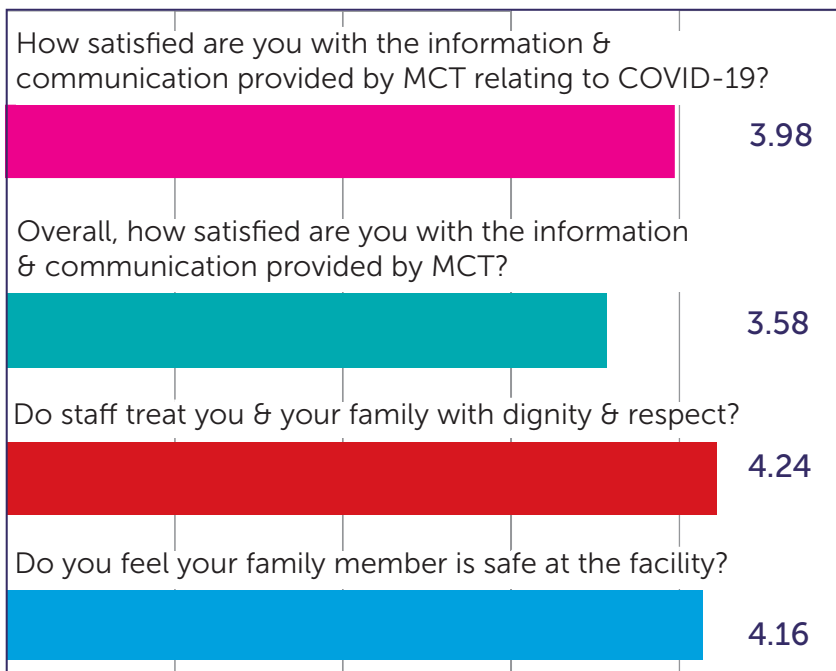 How satisfied are you with the information &
communication provided by MCT relating to COVID-19?
3.98
Overall, how satisfied are you with the information
& communication provided by MCT?
3.58
Do staff treat you & your family with dignity & respect?
4.24
Do you feel your family member is safe at the facility?
4.16